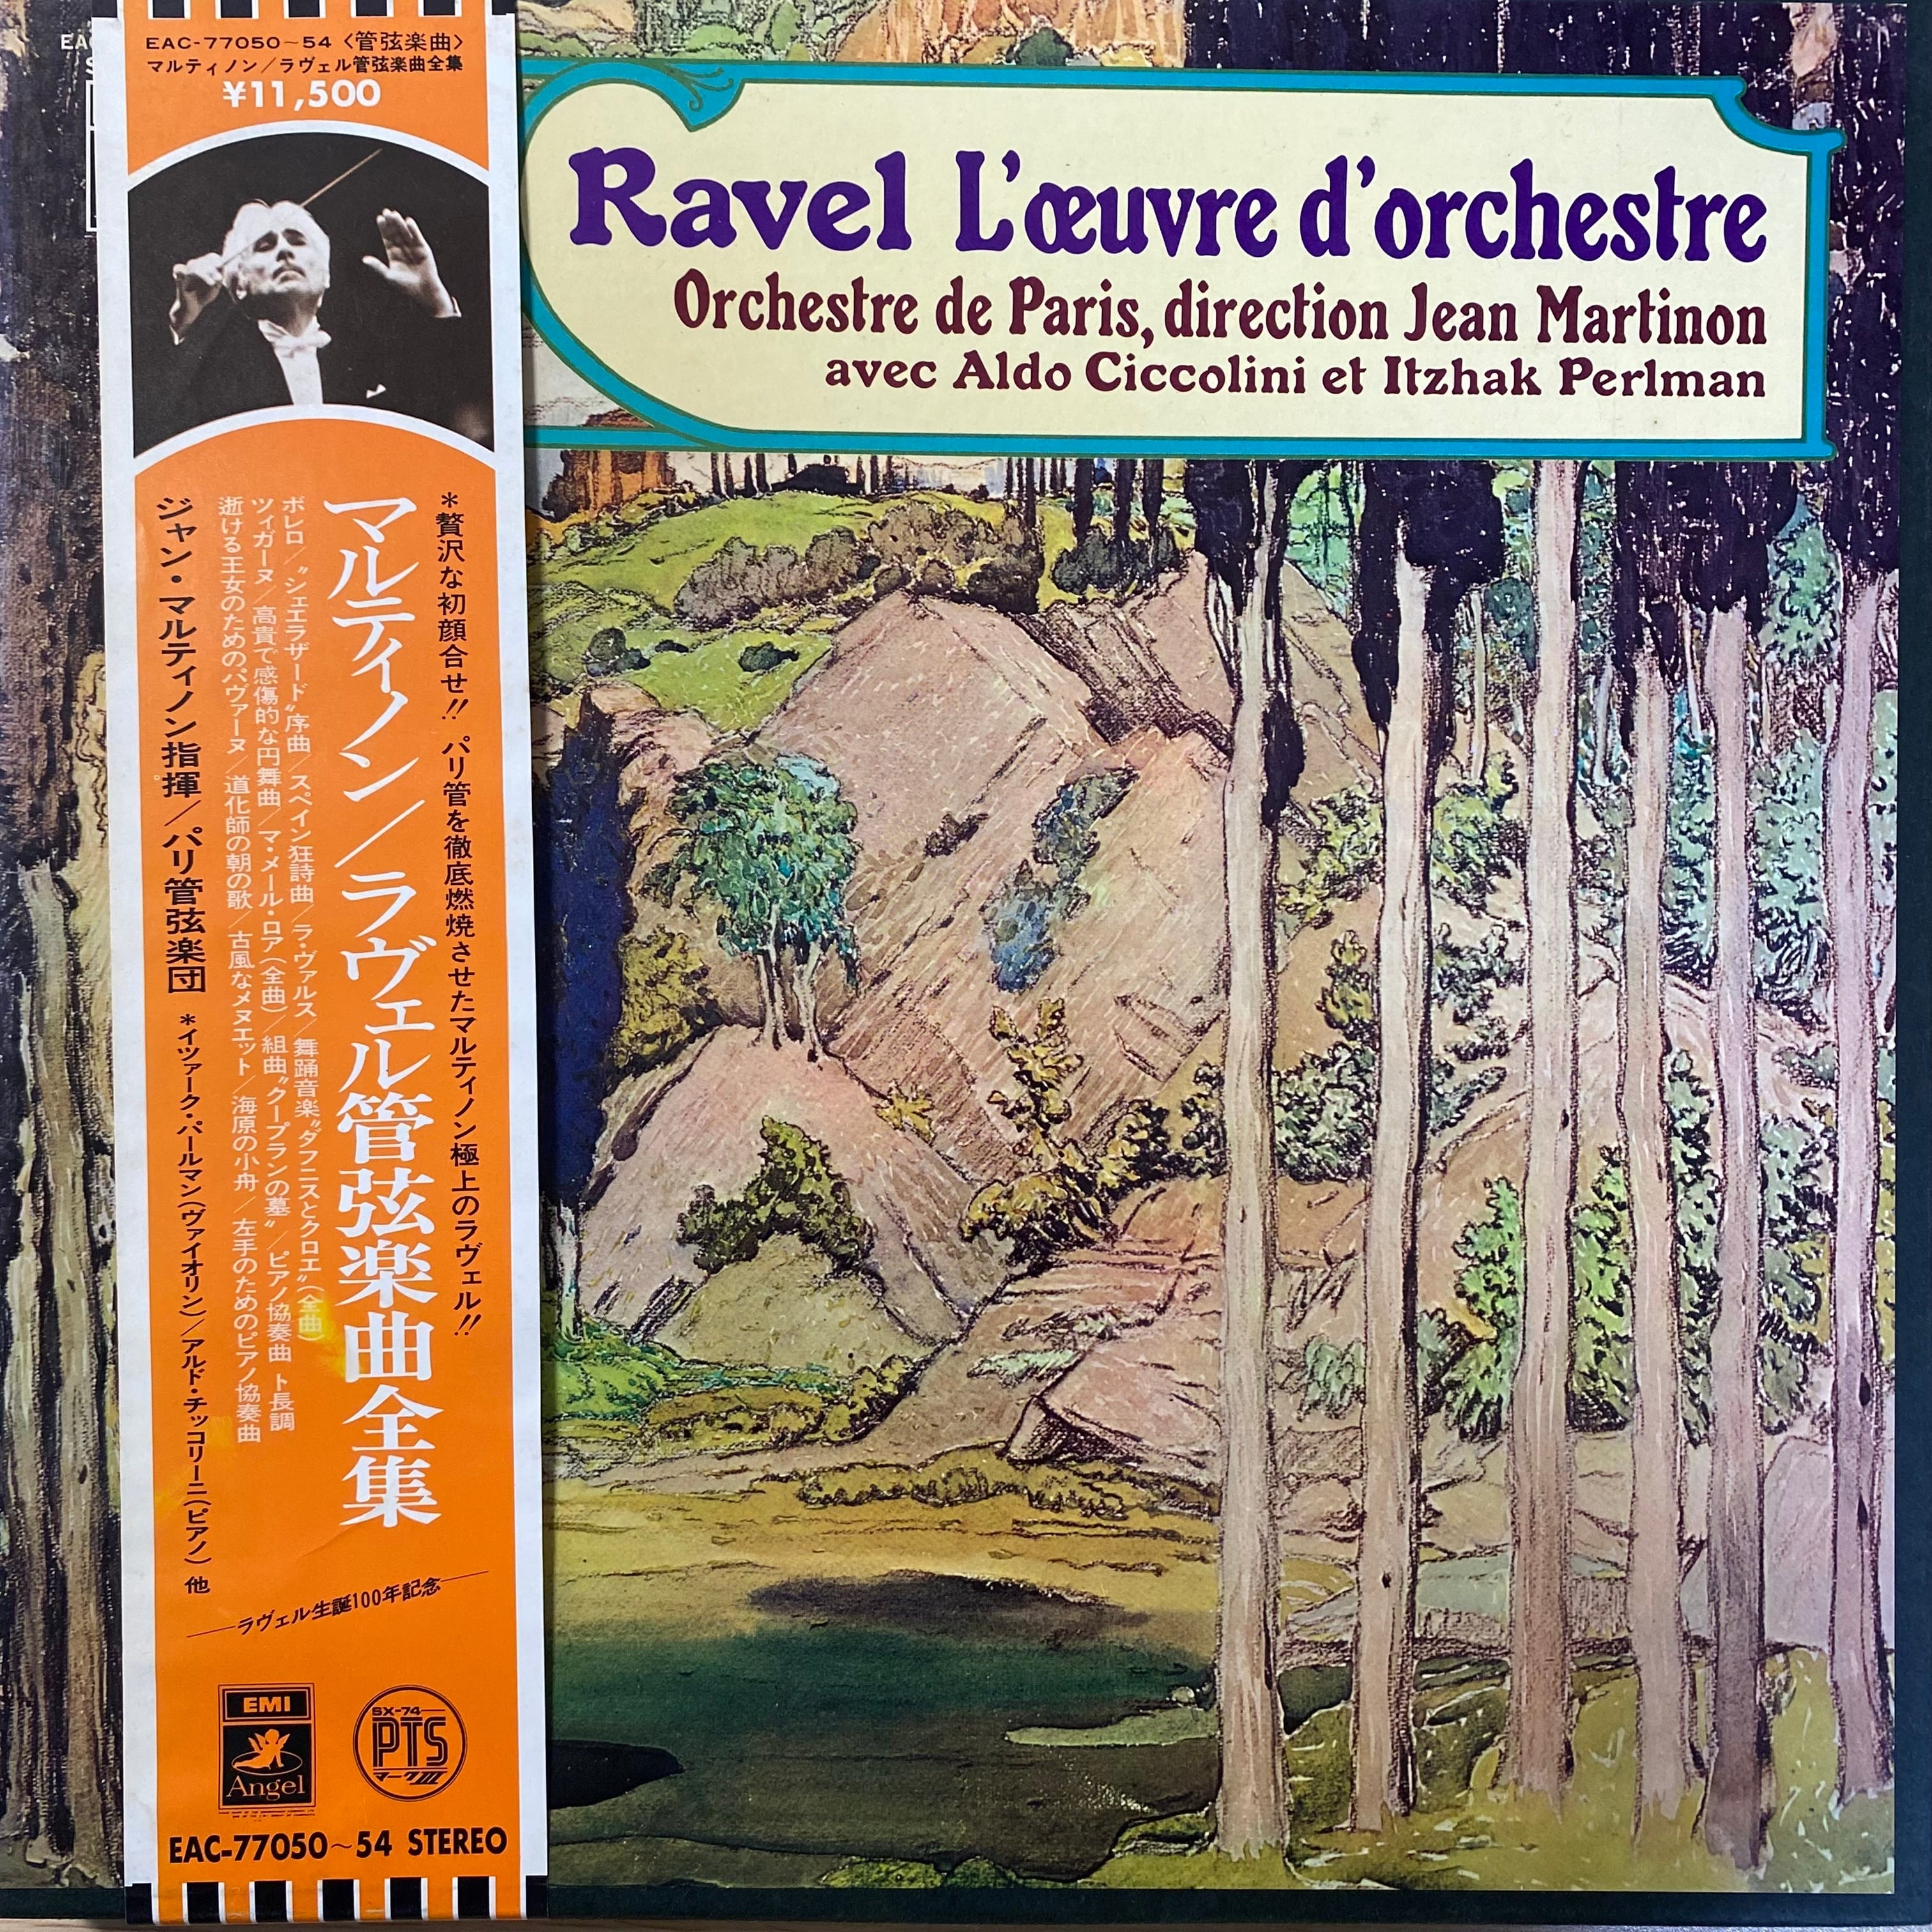 EAC-77050~54〈管弦楽曲〉
マルティノン/ラヴェル管弦楽曲全集
¥11,500
Ravel L'œuvre d'orchestre
Orchestre de Paris, direction Jean Martinon
avec Aldo Ciccolini et Itzhak Perlman
*贅沢な初顔合せ!! パリ管を徹底燃焼させたマルティノン極上のラヴェル!!
マルティノン/ラヴェル管弦楽曲全集
ボレロ/〝シェエラザード〟序曲/スペイン狂詩曲/ラ・ヴァルス/舞踊音楽〝ダフニスとクロエ〟(全曲)
ツィガーヌ/高貴で感傷的な円舞曲/マ・メール・ロア(全曲)/組曲〝クープランの墓〟/ピアノ協奏曲 ト長調
逝ける王女のためのパヴァーヌ/道化師の朝の歌/古風なメヌエット/海原の小舟/左手のためのピアノ協奏曲
ジャン・マルティノン指揮/パリ管弦楽団 *イツァーク・パールマン(ヴァイオリン)/アルド・チッコリーニ(ピアノ)他
ラヴェル生誕100年記念
EMI
Angel
SX-74
PTS
マークIII
EAC-77050~54 STEREO